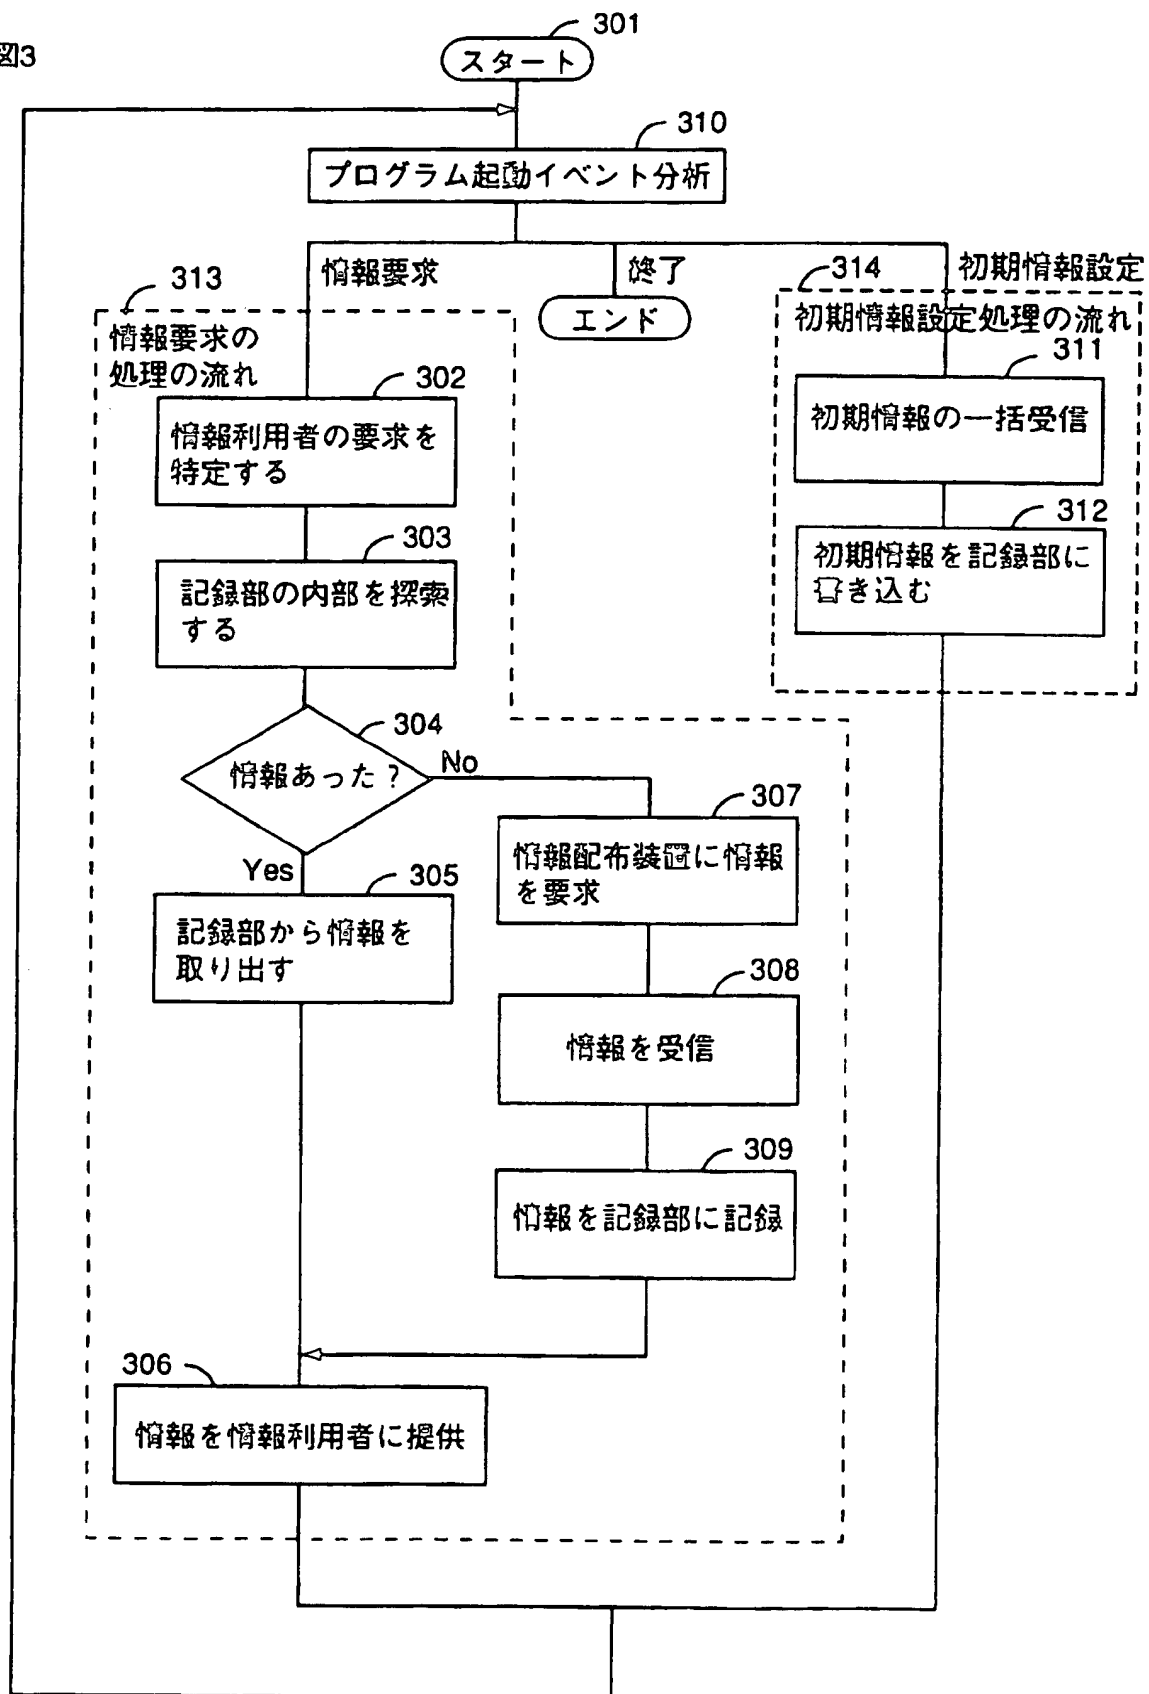 図3
301
スタート
310
プログラム起動イベント分析
情報要求
終了
初期情報設定
エンド
313
情報要求の
処理の流れ
314
初期情報設定処理の流れ
302
情報利用者の要求を
特定する
311
初期情報の一括受信
303
記録部の内部を探索
する
312
初期情報を記録部に
書き込む
304
情報あった?
No
Yes
307
情報配布装置に情報
を要求
305
記録部から情報を
取り出す
308
情報を受信
309
情報を記録部に記録
306
情報を情報利用者に提供